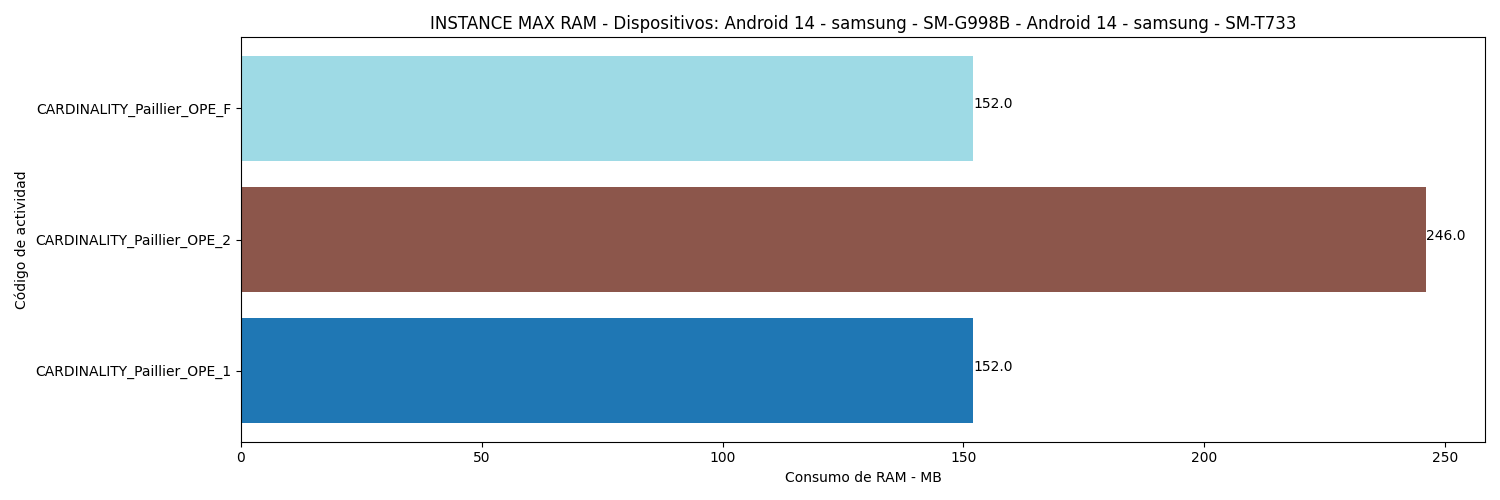 INSTANCE MAX RAM - Dispositivos: Android 14 - samsung - SM-G998B - Android 14 - samsung - SM-T733
Código de actividad
CARDINALITY_Paillier_OPE_F
152.0
CARDINALITY_Paillier_OPE_2
246.0
CARDINALITY_Paillier_OPE_1
152.0
0 50 100 150 200 250
Consumo de RAM - MB